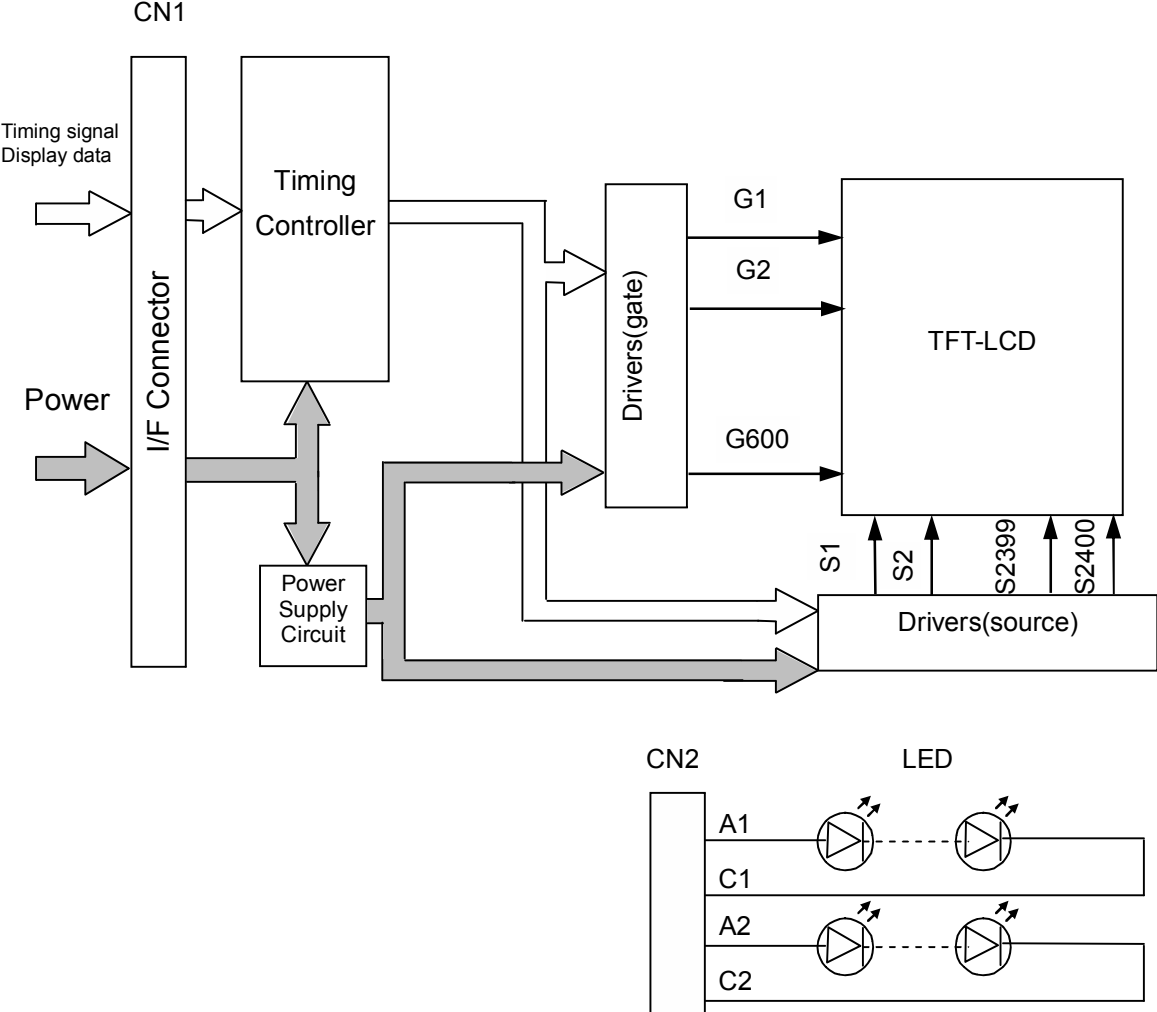 CN1
Timing signal
Display data
Timing
Controller
I/F Connector
Power
Power
Supply
Circuit
Drivers(gate)
G1
G2
G600
TFT-LCD
S1
S2
S2399
S2400
Drivers(source)
CN2
LED
A1
C1
A2
C2